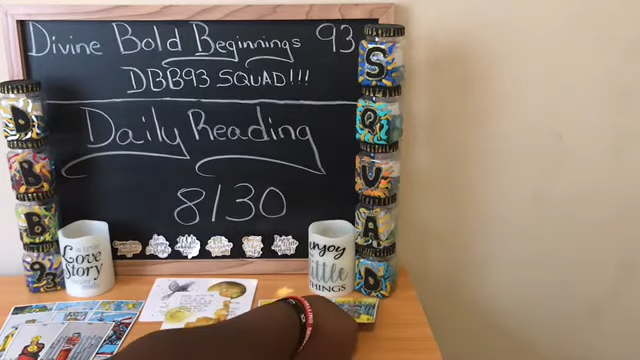 Divine Bold Beginnings 93
DBB93 SQUAD!!!
Daily Reading
8/30
D
B
B
93
S
Q
U
A
D
Love
Story
enjoy
little
THINGS